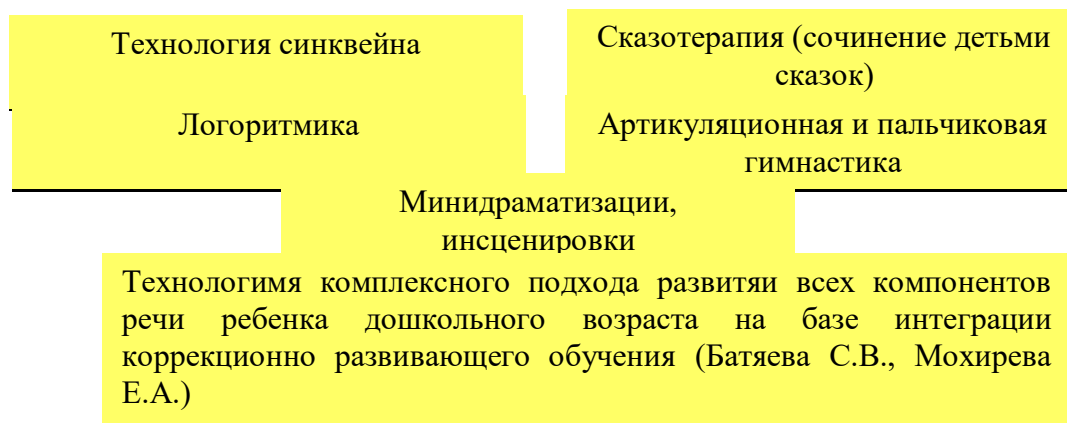 Технология синквейна
Сказотерапия (сочинение детьми
сказок)
Логоритмика
Артикуляционная и пальчиковая
гимнастика
Минидраматизации,
инсценировки
Технологимя комплексного подхода развитяи всех компонентов
речи ребенка дошкольного возраста на базе интеграции
коррекционно развивающего обучения (Батяева С.В., Мохирева
Е.А.)